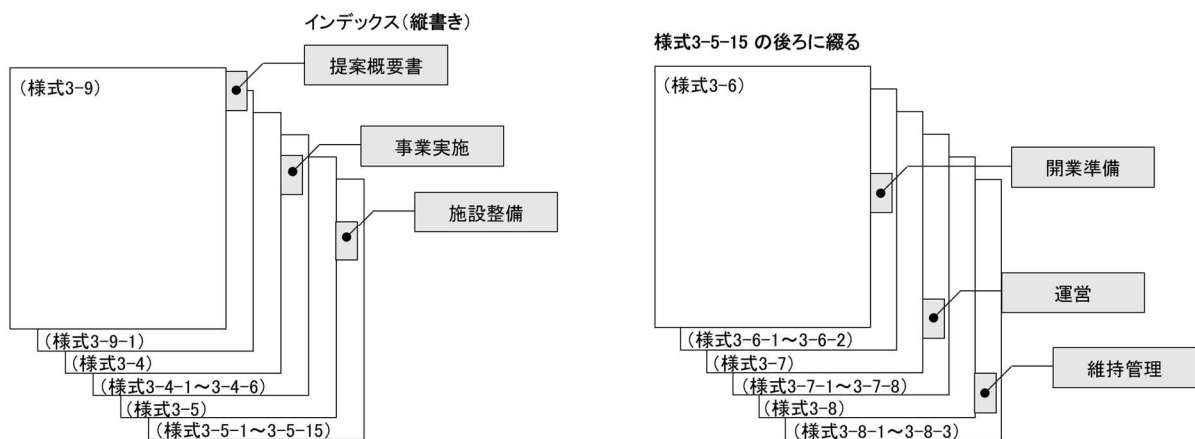 インデックス（縦書き）
提案概要書
（様式3-9）
事業実施
施設整備
（様式3-9-1）
（様式3-4）
（様式3-4-1～3-4-6）
（様式3-5）
（様式3-5-1～3-5-15）
様式3-5-15 の後ろに綴る
（様式3-6）
開業準備
運営
（様式3-6-1～3-6-2）
（様式3-7）
維持管理
（様式3-7-1～3-7-8）
（様式3-8）
（様式3-8-1～3-8-3）